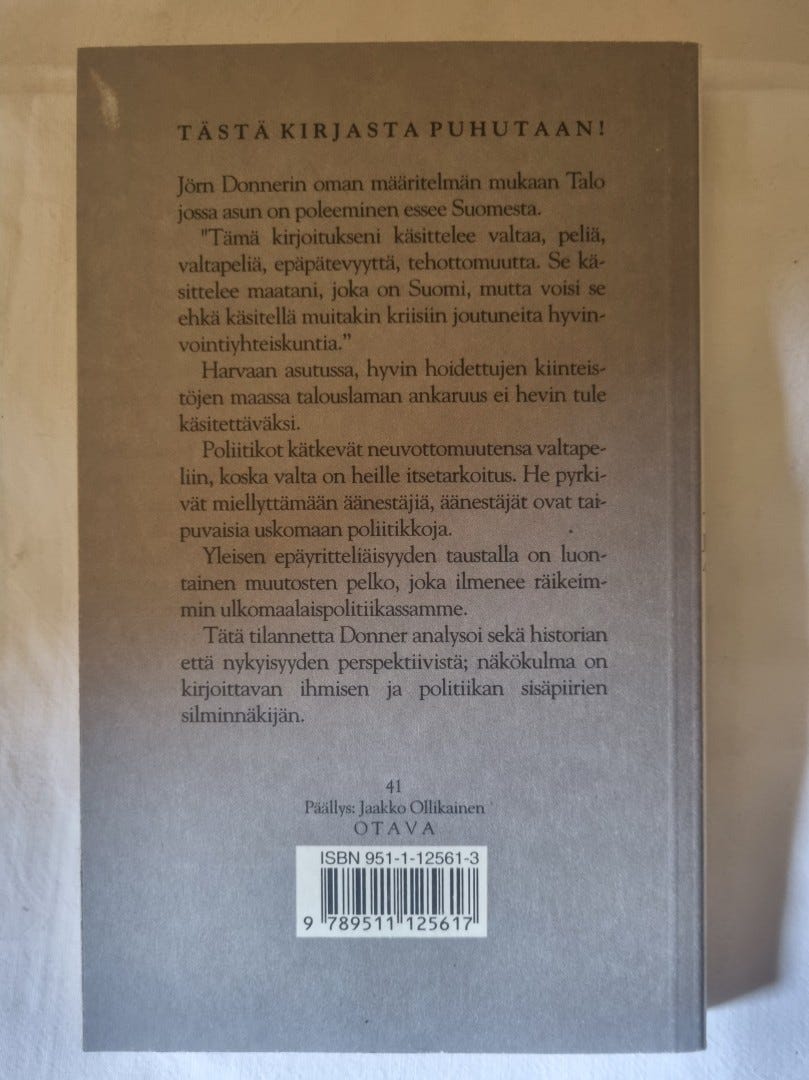 TÄSTÄ KIRJASTA PUHUTAAN!
Jörn Donnerin oman määritelmän mukaan Talo
jossa asun on poleeminen essee Suomesta.
"Tämä kirjoitukseni käsittelee valtaa, peliä,
valtapeliä, epäpätevyyttä, tehottomuutta. Se kä-
sittelee maatani, joka on Suomi, mutta voisi se
ehkä käsitellä muitakin kriisiin joutuneita hyvin-
vointiyhteiskuntia.”
Harvaan asutussa, hyvin hoidettujen kiinteis-
töjen maassa talouslaman ankaruus ei hevin tule
käsitettäväksi.
Poliitikot kätkevät neuvottomuutensa valtape-
liin, koska valta on heille itsetarkoitus. He pyrki-
vät miellyttämään äänestäjiä, äänestäjät ovat tai-
puvaisia uskomaan poliitikkoja.
Yleisen epäyritteliäisyyden taustalla on luon-
tainen muutosten pelko, joka ilmenee räikeim-
min ulkomaalaispolitiikassamme.
Tätä tilannetta Donner analysoi sekä historian
että nykyisyyden perspektiivistä; näkökulma on
kirjoittavan ihmisen ja politiikan sisäpiirien
silminnäkijän.
41
Päällys: Jaakko Ollikainen
OTAVA
ISBN 951-1-12561-3
9 789511 125617